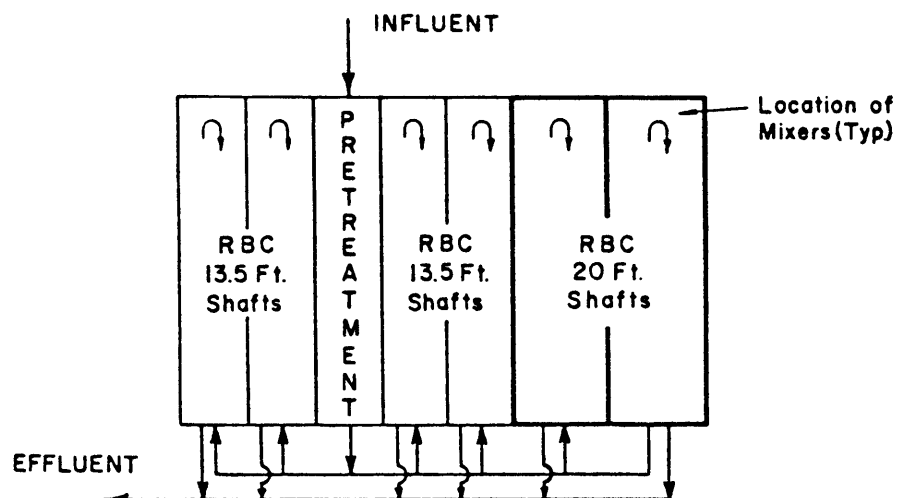 INFLUENT
Location of
Mixers (Typ)
PRETREATMENT
RBC
13.5 Ft.
Shafts
RBC
13.5 Ft.
Shafts
RBC
20 Ft.
Shafts
EFFLUENT